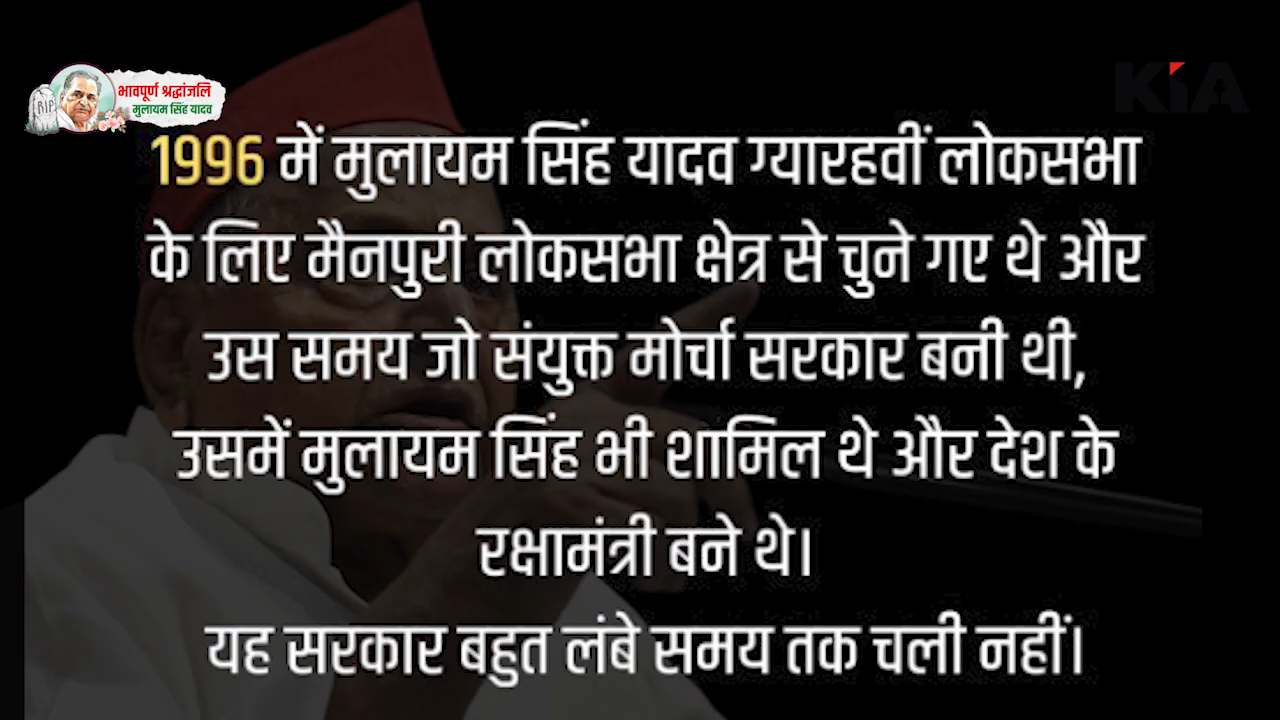 भावपूर्ण श्रद्धांजलि
मुलायम सिंह यादव
RIP
KiA
1996 में मुलायम सिंह यादव ग्यारहवीं लोकसभा
के लिए मैनपुरी लोकसभा क्षेत्र से चुने गए थे और
उस समय जो संयुक्त मोर्चा सरकार बनी थी,
उसमें मुलायम सिंह भी शामिल थे और देश के
रक्षामंत्री बने थे।
यह सरकार बहुत लंबे समय तक चली नहीं।